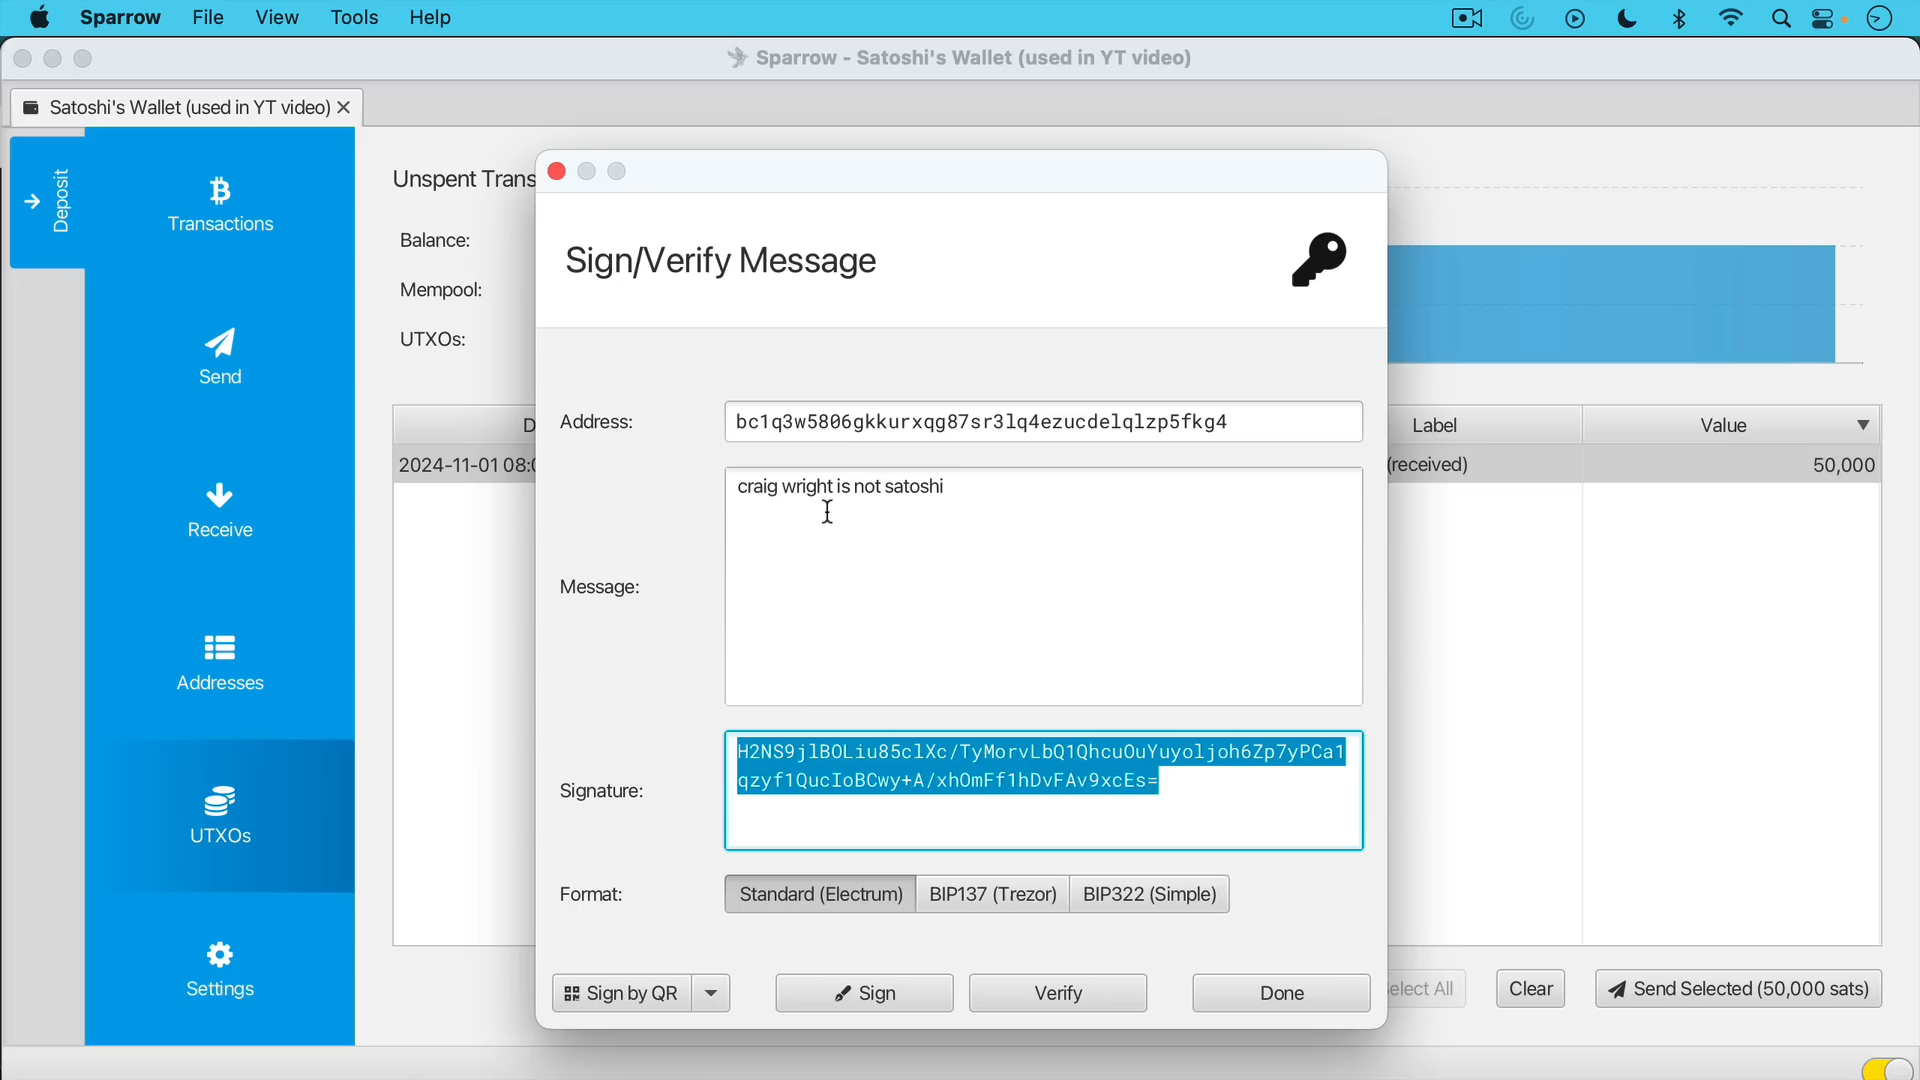 Sparrow File View Tools Help
Sparrow - Satoshi's Wallet (used in YT video)
Satoshi's Wallet (used in YT video)
Deposit
Transactions
Send
Receive
Addresses
UTXOs
Settings
Unspent Trans
Balance:
Mempool:
UTXOs:
D
2024-11-01 08:0
Label
Value
(received)
50,000
Sign/Verify Message
Address:
bc1q3w5806gkkurxqg87sr3lq4ezucdelqlzp5fkg4
Message:
craig wright is not satoshi
Signature:
H2NS9jlBOLiu85clXc/TyMorvLbQ1QhcuOuYuyoljoh6Zp7yPCa1
qzyf1QucIoBCwy+A/xhOmFf1hDvFAv9xcEs=
Format:
Standard (Electrum)
BIP137 (Trezor)
BIP322 (Simple)
Sign by QR
Sign
Verify
Done
elect All
Clear
Send Selected (50,000 sats)